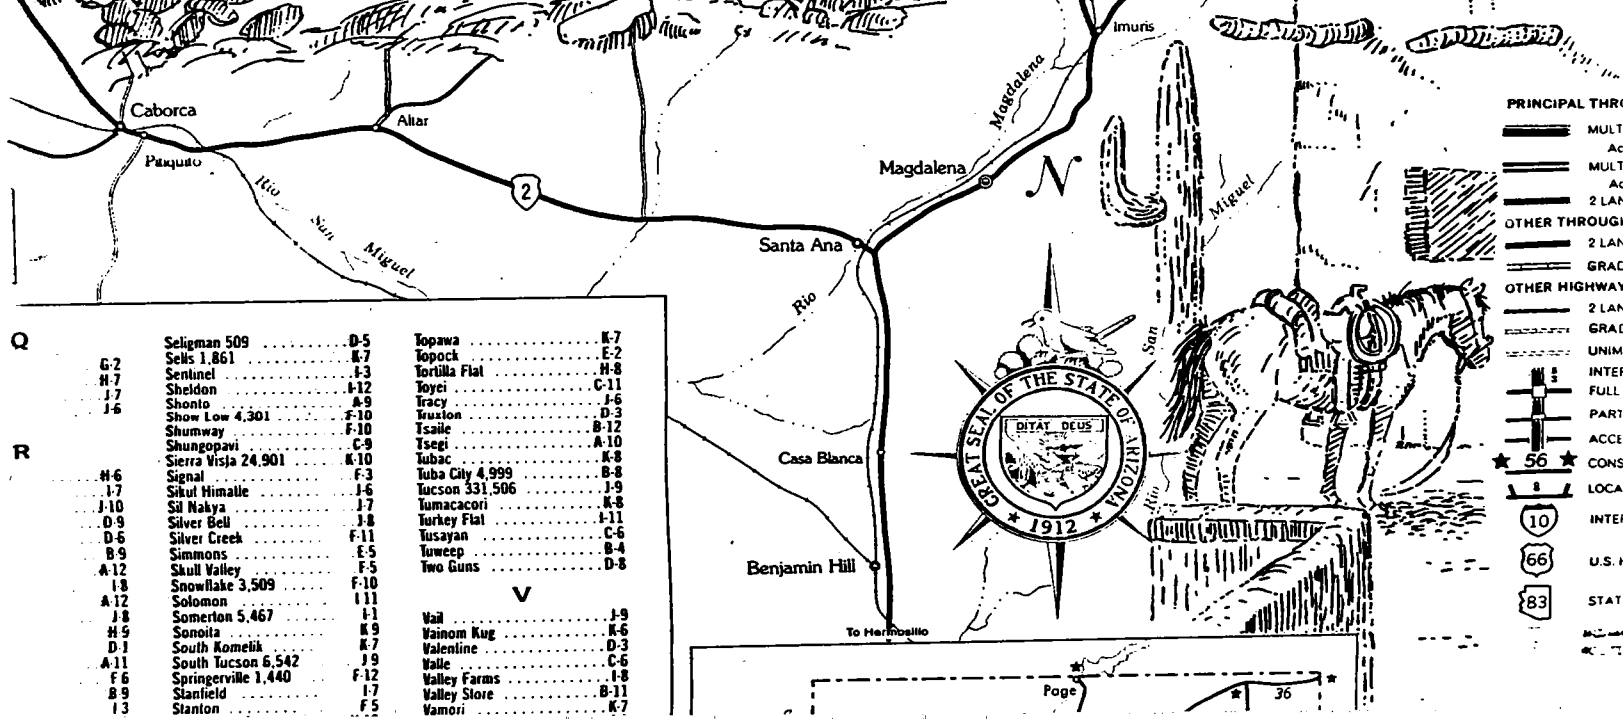 Imuris
Magdalena
Caborca
Altar
Pitiquito
Magdalena
N
2
Rio
San
Miguel
Miguel
Santa Ana
Rio
San
Casa Blanca
Benjamin Hill
To Hermosillo
GREAT SEAL OF THE STATE OF ARIZONA
DITAT DEUS
★ 1912 ★
Page
36
PRINCIPAL THRO
MULT
Ac
MULT
Ac
2 LAN
OTHER THROUGH
2 LAN
GRAD
OTHER HIGHWAY
2 LAN
GRAD
UNIM
INTER
FULL
PART
ACCE
★ 56 ★ CONS
8 LOCA
10 INTER
66 U.S. H
83 STAT
Q
G-2
H-7
J-7
J-6
R
H-6
I-7
J-10
D-9
D-6
B-9
A-12
I-8
A-12
J-8
H-9
D-1
A-11
F 6
B-9
I 3
Seligman 509 ........ D-5
Sells 1,861 ........ K-7
Sentinel ........ I-3
Sheldon ........ I-12
Shonto ........ A-9
Show Low 4,301 ........ F-10
Shumway ........ F-10
Shungopavi ........ C-9
Sierra Vista 24,901 ........ K-10
Signal ........ F-3
Sikul Himatle ........ J-6
Sil Nakya ........ J-7
Silver Bell ........ J-8
Silver Creek ........ F-11
Simmons ........ E-5
Skull Valley ........ F-5
Snowflake 3,509 ........ F-10
Solomon ........ I 11
Somerton 5,467 ........ I-1
Sonoita ........ K 9
South Komelik ........ K-7
South Tucson 6,542 ........ J 9
Springerville 1,440 ........ F-12
Stanfield ........ I-7
Stanton ........ F 5
Topawa ........ K-7
Topock ........ E-2
Tortilla Flat ........ H-8
Toyei ........ C-11
Tracy ........ J-6
Truxton ........ D-3
Tsaile ........ B-12
Tsegi ........ A-10
Tubac ........ K-8
Tuba City 4,999 ........ B-8
Tucson 331,506 ........ J-9
Tumacacori ........ K-8
Turkey Flat ........ I-11
Tusayan ........ C-6
Tuweep ........ B-4
Two Guns ........ D-8
V
Vail ........ J-9
Vainom Kug ........ K-6
Valentine ........ D-3
Valle ........ C-6
Valley Farms ........ I-8
Valley Store ........ B-11
Vamori ........ K-7